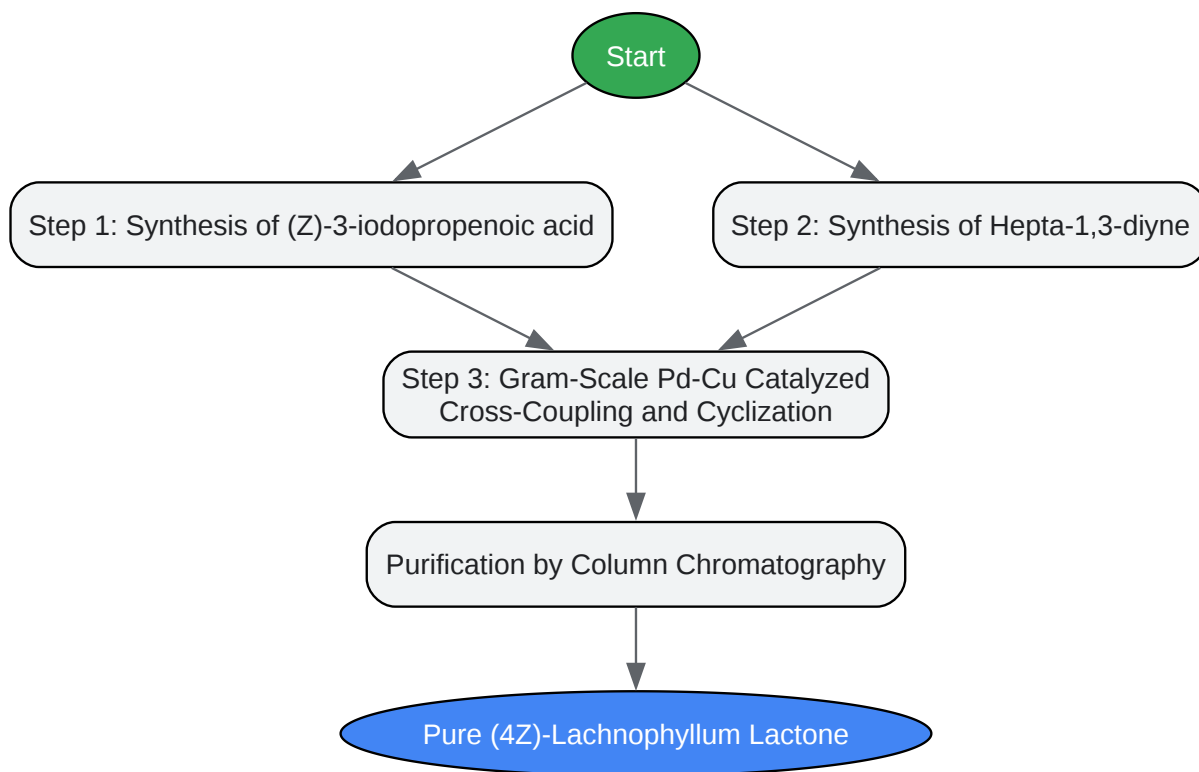 Start
Step 1: Synthesis of (Z)-3-iodopropenoic acid
Step 2: Synthesis of Hepta-1,3-diyne
Step 3: Gram-Scale Pd-Cu Catalyzed
Cross-Coupling and Cyclization
Purification by Column Chromatography
Pure (4Z)-Lachnophyllum Lactone